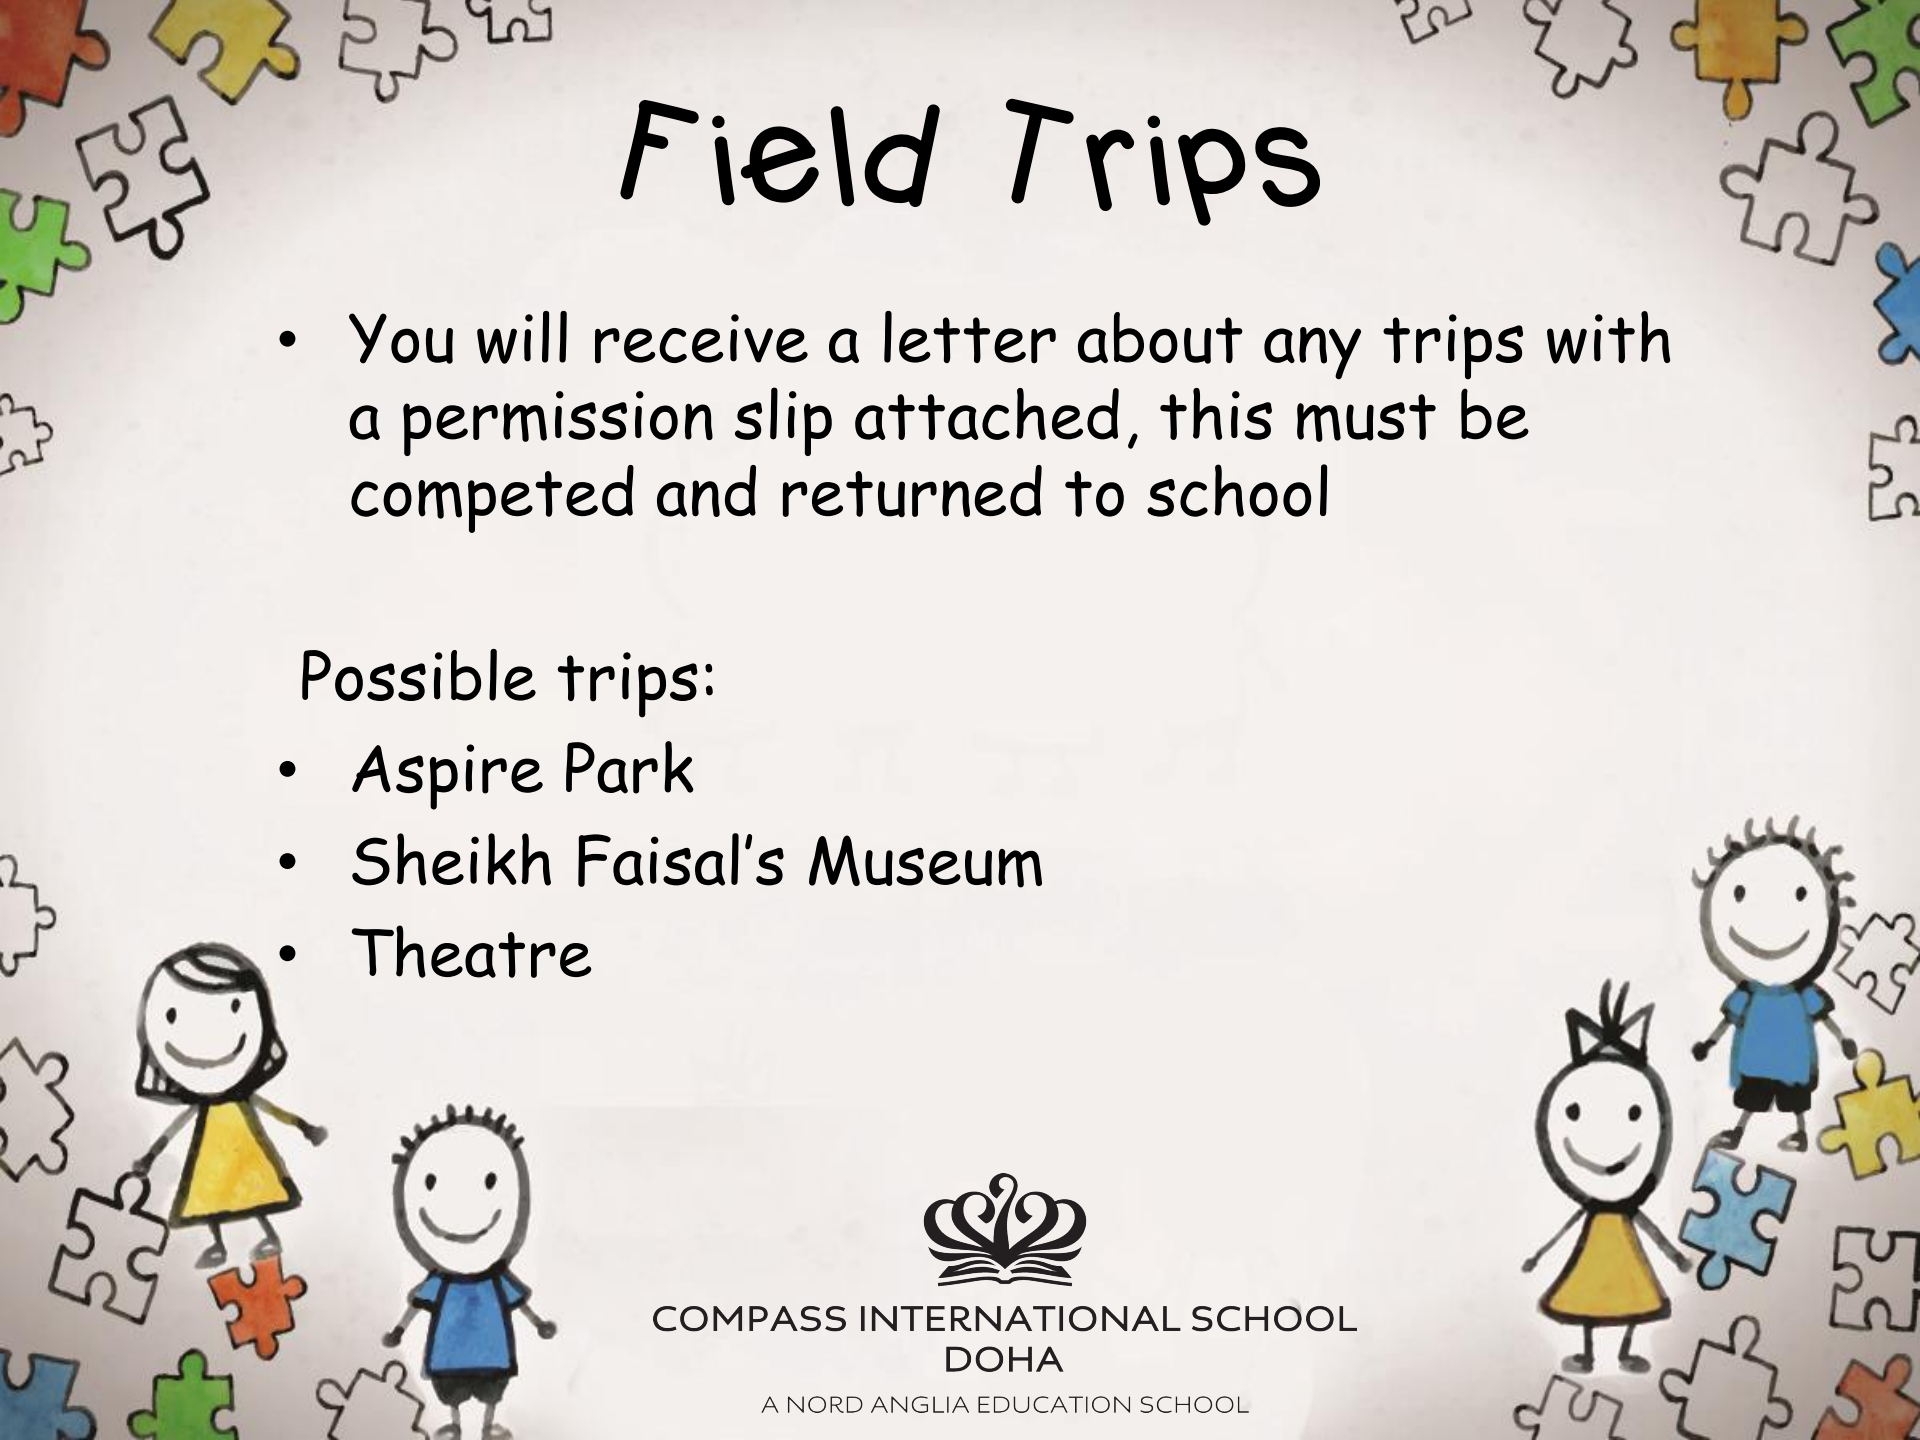 Field Trips
• You will receive a letter about any trips with
a permission slip attached, this must be
competed and returned to school
Possible trips:
• Aspire Park
• Sheikh Faisal’s Museum
• Theatre
COMPASS INTERNATIONAL SCHOOL
DOHA
A NORD ANGLIA EDUCATION SCHOOL